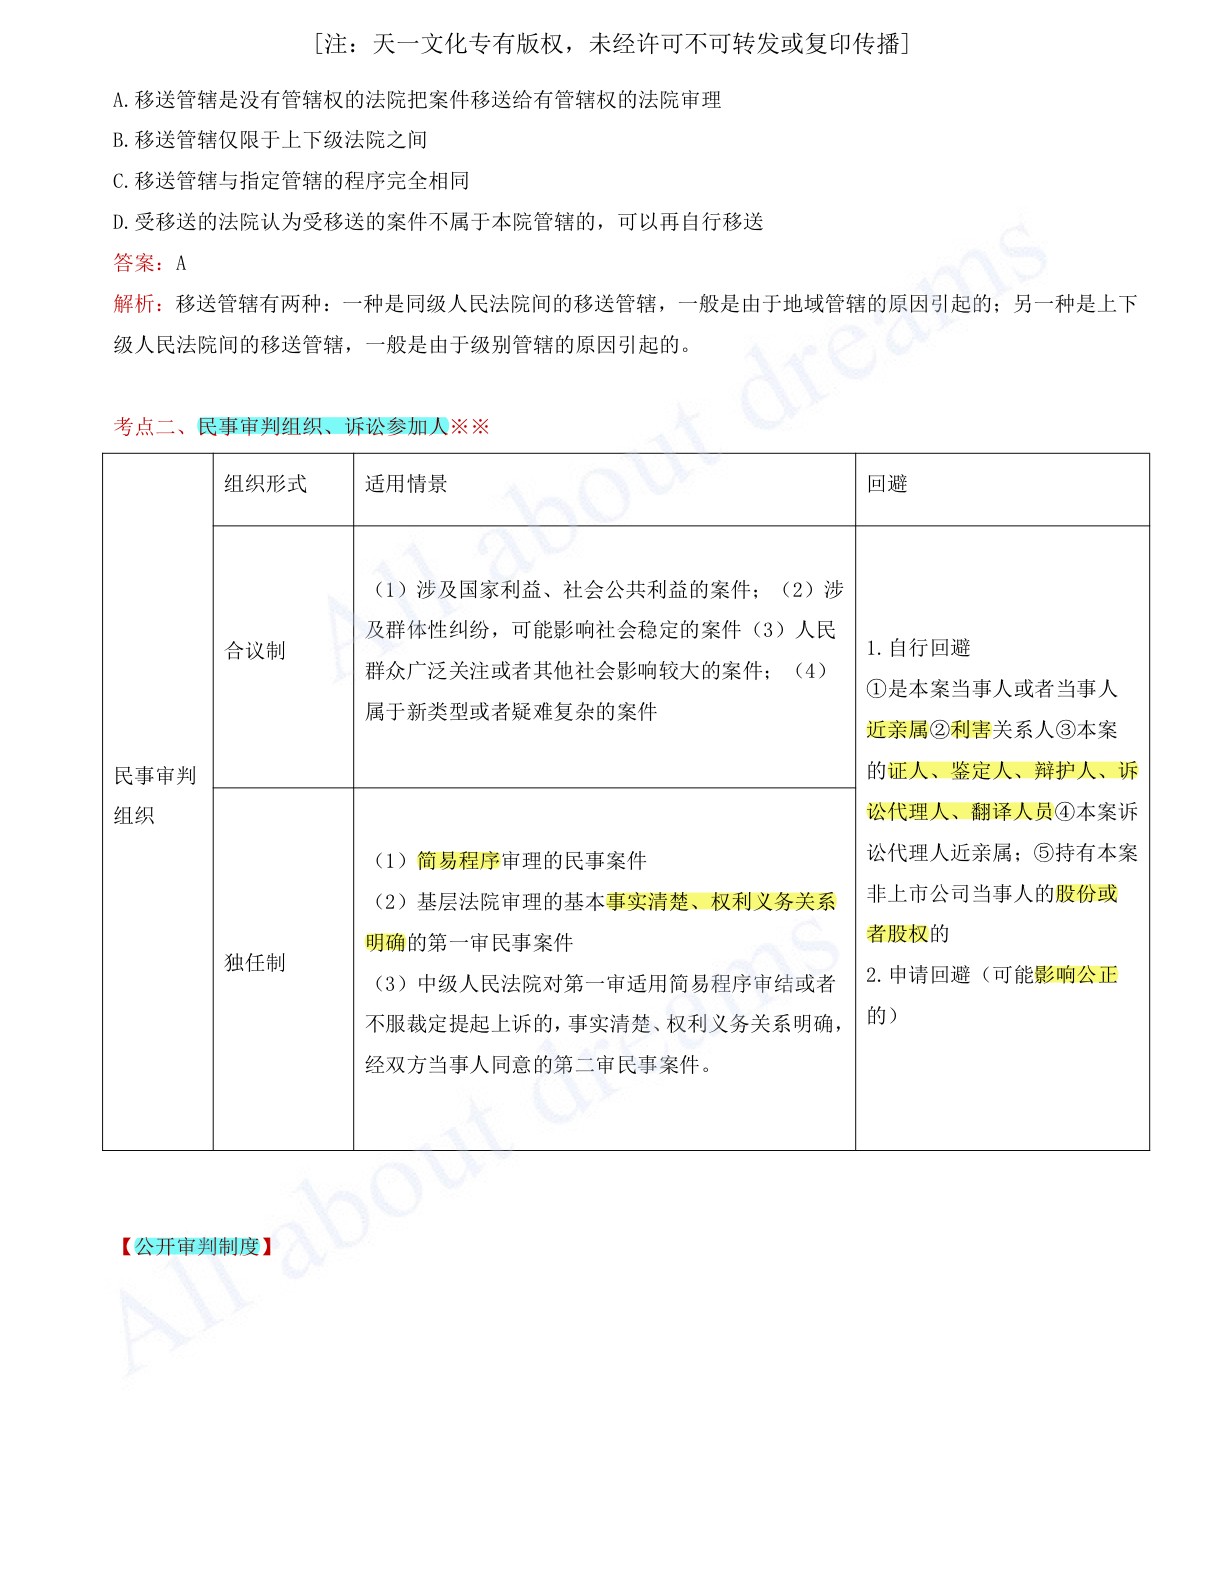 [注：天一文化专有版权，未经许可不可转发或复印传播]
A.移送管辖是没有管辖权的法院把案件移送给有管辖权的法院审理
B.移送管辖仅限于上下级法院之间
C.移送管辖与指定管辖的程序完全相同
D.受移送的法院认为受移送的案件不属于本院管辖的，可以再自行移送
答案：A
解析：移送管辖有两种：一种是同级人民法院间的移送管辖，一般是由于地域管辖的原因引起的；另一种是上下
级人民法院间的移送管辖，一般是由于级别管辖的原因引起的。
考点二、民事审判组织、诉讼参加人※※
民事审判
组织
组织形式
适用情景
回避
合议制
（1）涉及国家利益、社会公共利益的案件；（2）涉
及群体性纠纷，可能影响社会稳定的案件（3）人民
群众广泛关注或者其他社会影响较大的案件；（4）
属于新类型或者疑难复杂的案件
独任制
（1）简易程序审理的民事案件
（2）基层法院审理的基本事实清楚、权利义务关系
明确的第一审民事案件
（3）中级人民法院对第一审适用简易程序审结或者
不服裁定提起上诉的，事实清楚、权利义务关系明确，
经双方当事人同意的第二审民事案件。
1.自行回避
①是本案当事人或者当事人
近亲属②利害关系人③本案
的证人、鉴定人、辩护人、诉
讼代理人、翻译人员④本案诉
讼代理人近亲属；⑤持有本案
非上市公司当事人的股份或
者股权的
2.申请回避（可能影响公正
的）
【公开审判制度】
All about dreams
All about dreams